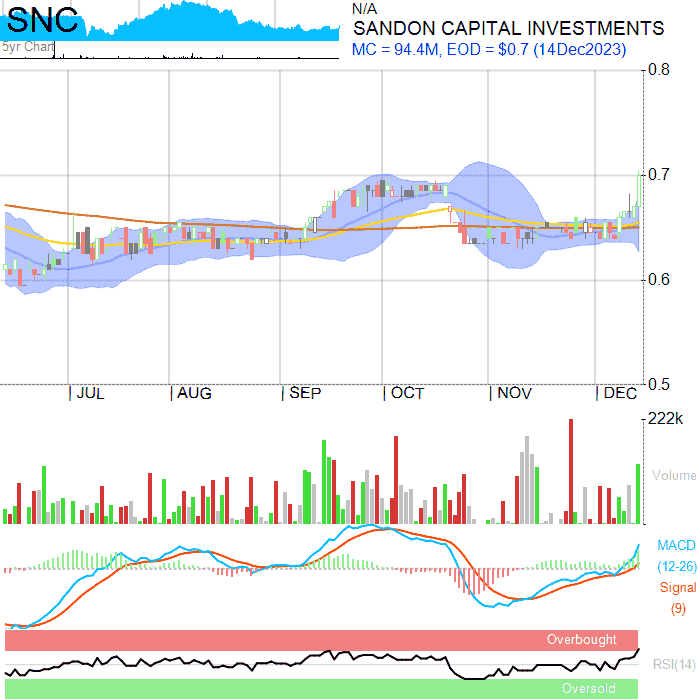 SNC
5yr Chart
N/A
SANDON CAPITAL INVESTMENTS
MC = 94.4M, EOD = $0.7 (14Dec2023)
0.8
0.7
0.6
0.5
JUL
AUG
SEP
OCT
NOV
DEC
222k
Volume
MACD
(12-26)
Signal
(9)
Overbought
RSI(14)
Oversold